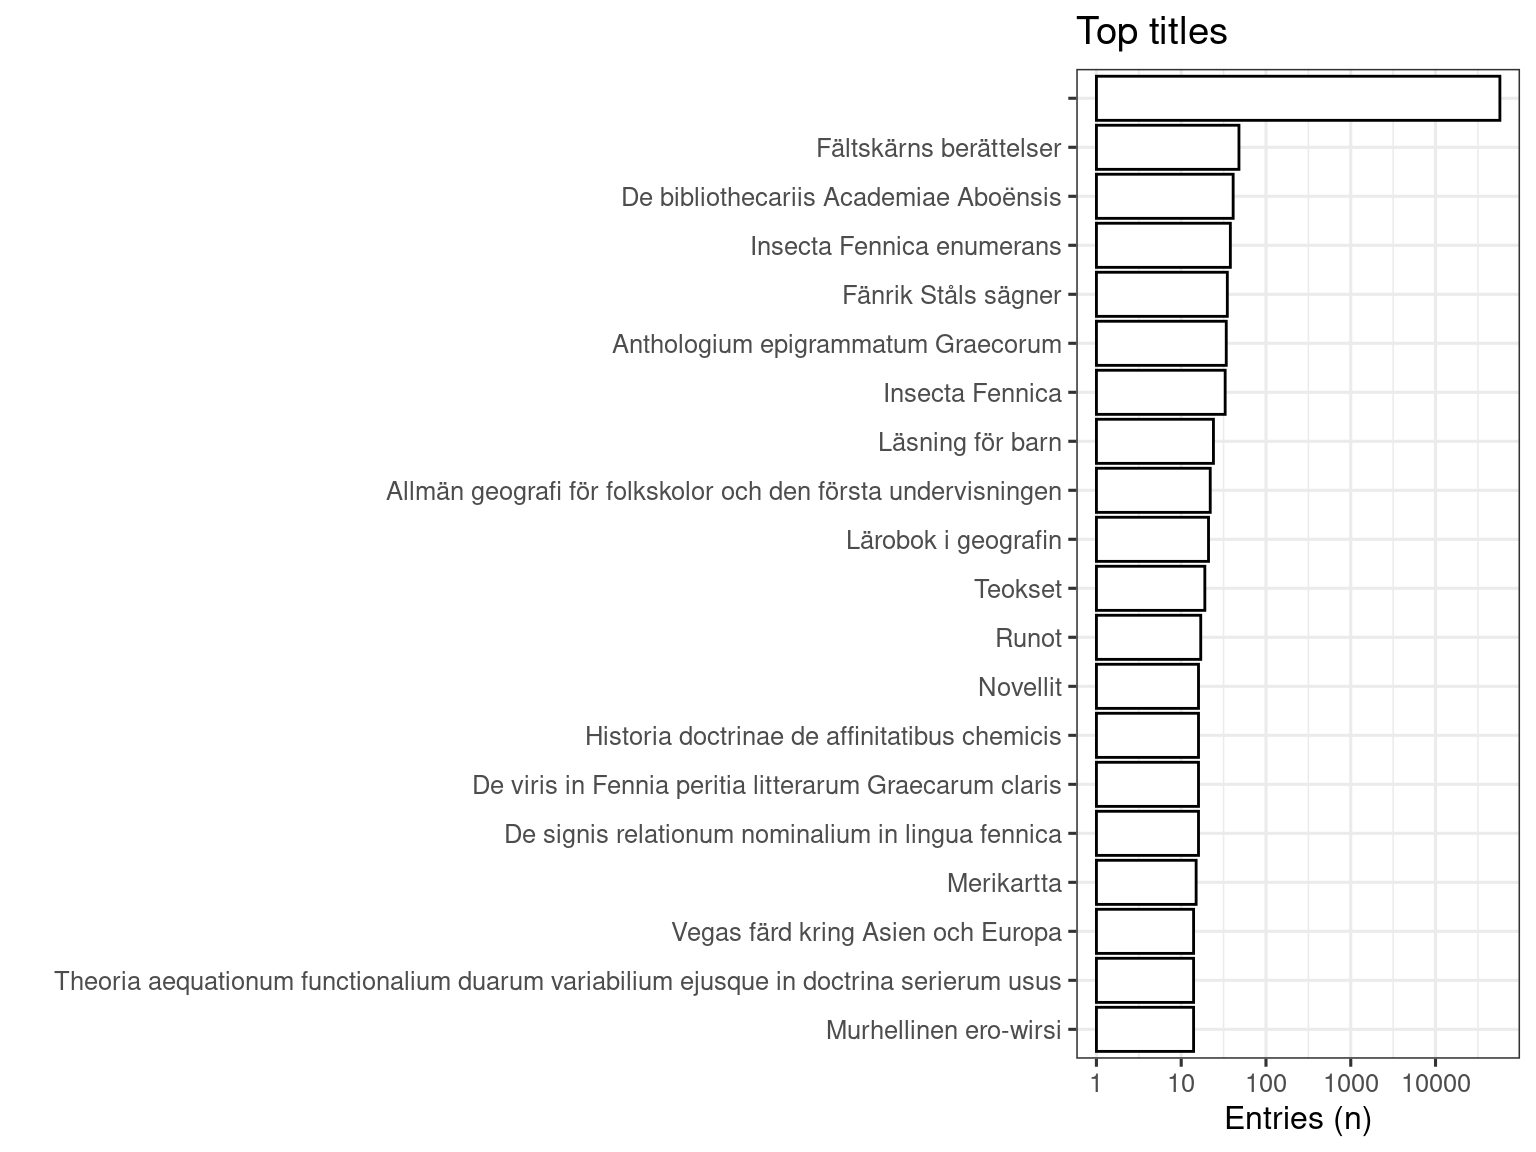 Top titles
Fältskärns berättelser
De bibliothecariis Academiae Aboënsis
Insecta Fennica enumerans
Fänrik Ståls sägner
Anthologium epigrammatum Graecorum
Insecta Fennica
Läsning för barn
Allmän geografi för folkskolor och den första undervisningen
Lärobok i geografin
Teokset
Runot
Novellit
Historia doctrinae de affinitatibus chemicis
De viris in Fennia peritia litterarum Graecarum claris
De signis relationum nominalium in lingua fennica
Merikartta
Vegas färd kring Asien och Europa
Theoria aequationum functionalium duarum variabilium ejusque in doctrina serierum usus
Murhellinen ero-wirsi
1 10 100 1000 10000
Entries (n)